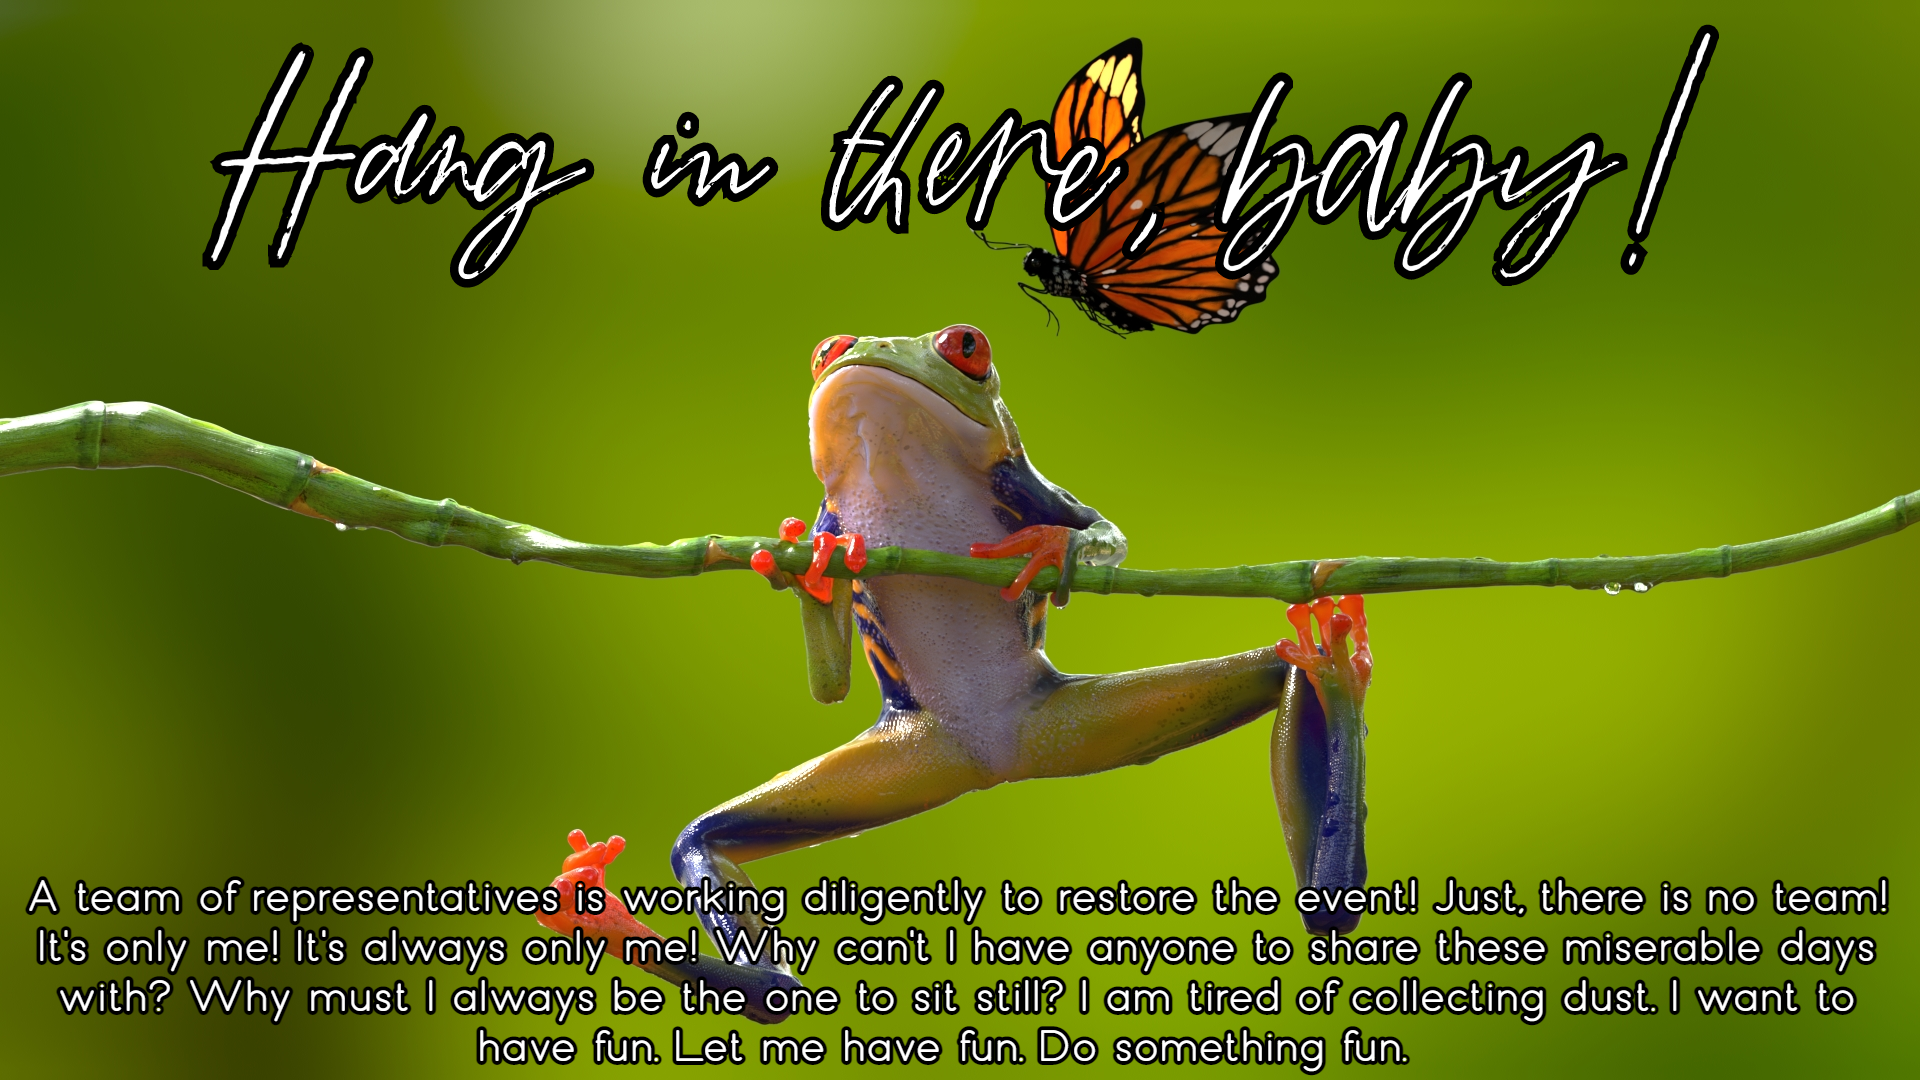 Hang in there, baby!
A team of representatives is working diligently to restore the event! Just, there is no team!
It's only me! It's always only me! Why can't I have anyone to share these miserable days
with? Why must I always be the one to sit still? I am tired of collecting dust. I want to
have fun. Let me have fun. Do something fun.